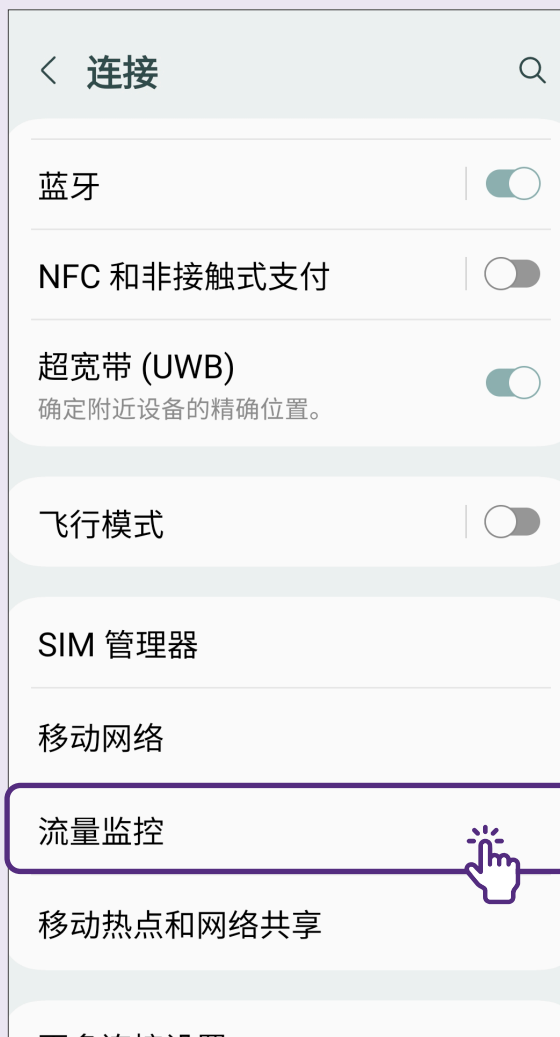 连接
蓝牙
NFC 和非接触式支付
超宽带 (UWB)
确定附近设备的精确位置。
飞行模式
SIM 管理器
移动网络
流量监控
移动热点和网络共享